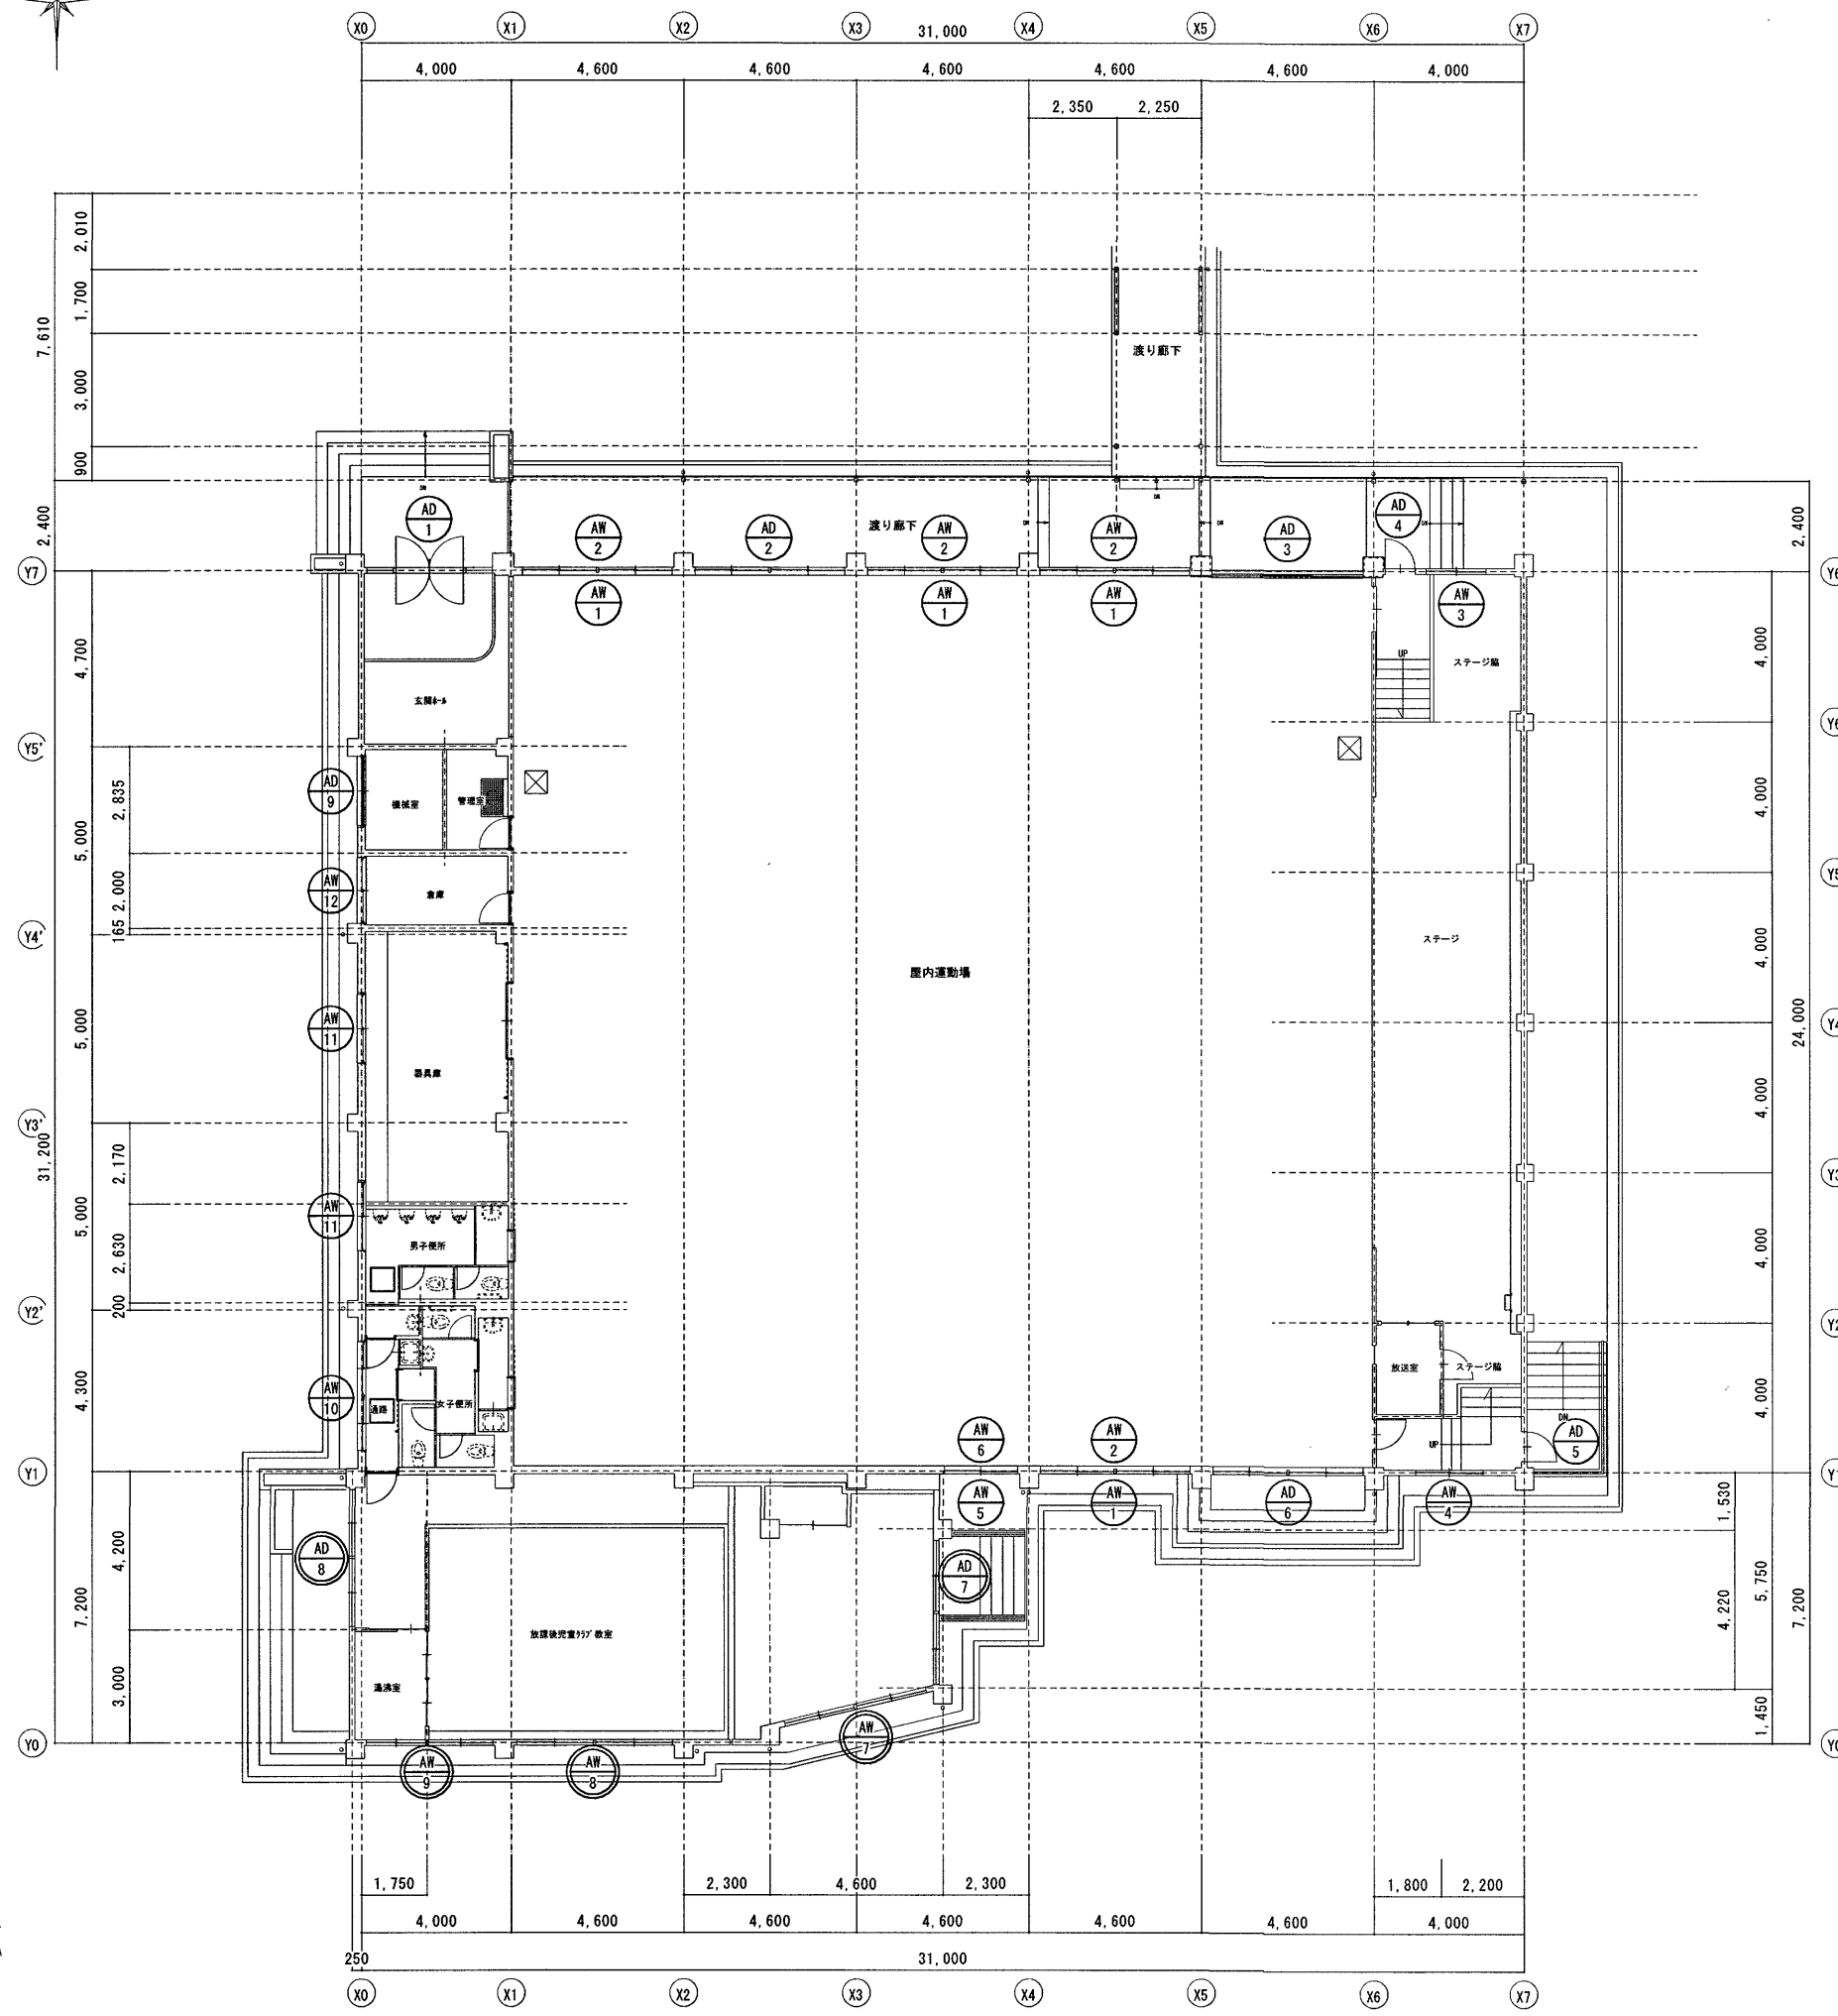 X0 X1 X2 X3 X4 X5 X6 X7
31,000
4,000 4,600 4,600 4,600 4,600 4,600 4,000
2,350 2,250
2,010
1,700
7,610
3,000
900
2,400
渡り廊下
渡り廊下
DN
DN
DN
DN
DN
AD 1
AW 2
AD 2
AW 2
AW 2
AD 3
AD 4
2,400
Y7
AW 1
AW 1
AW 1
AW 3
4,700
玄関ホール
UP
ステージ脇
4,000
Y5'
AD 9
2,835
機械室
管理室
5,000
4,000
AW 12
2,000
倉庫
165
Y4'
屋内運動場
ステージ
4,000
AW 11
5,000
器具庫
24,000
Y3'
31,200
4,000
2,170
AW 11
5,000
男子便所
2,630
4,000
200
Y2'
4,300
AW 10
通路
女子便所
放送室
ステージ脇
4,000
DN
UP
AD 5
AW 6
AW 2
Y1
AW 5
AW 1
AD 6
AW 4
1,530
4,200
AD 8
AD 7
7,200
放課後児童クラブ教室
4,220
5,750
7,200
3,000
湯沸室
1,450
Y0
AW 9
AW 8
AW 7
1,750
2,300 4,600 2,300
1,800 2,200
4,000 4,600 4,600 4,600 4,600 4,600 4,000
250
31,000
X0 X1 X2 X3 X4 X5 X6 X7